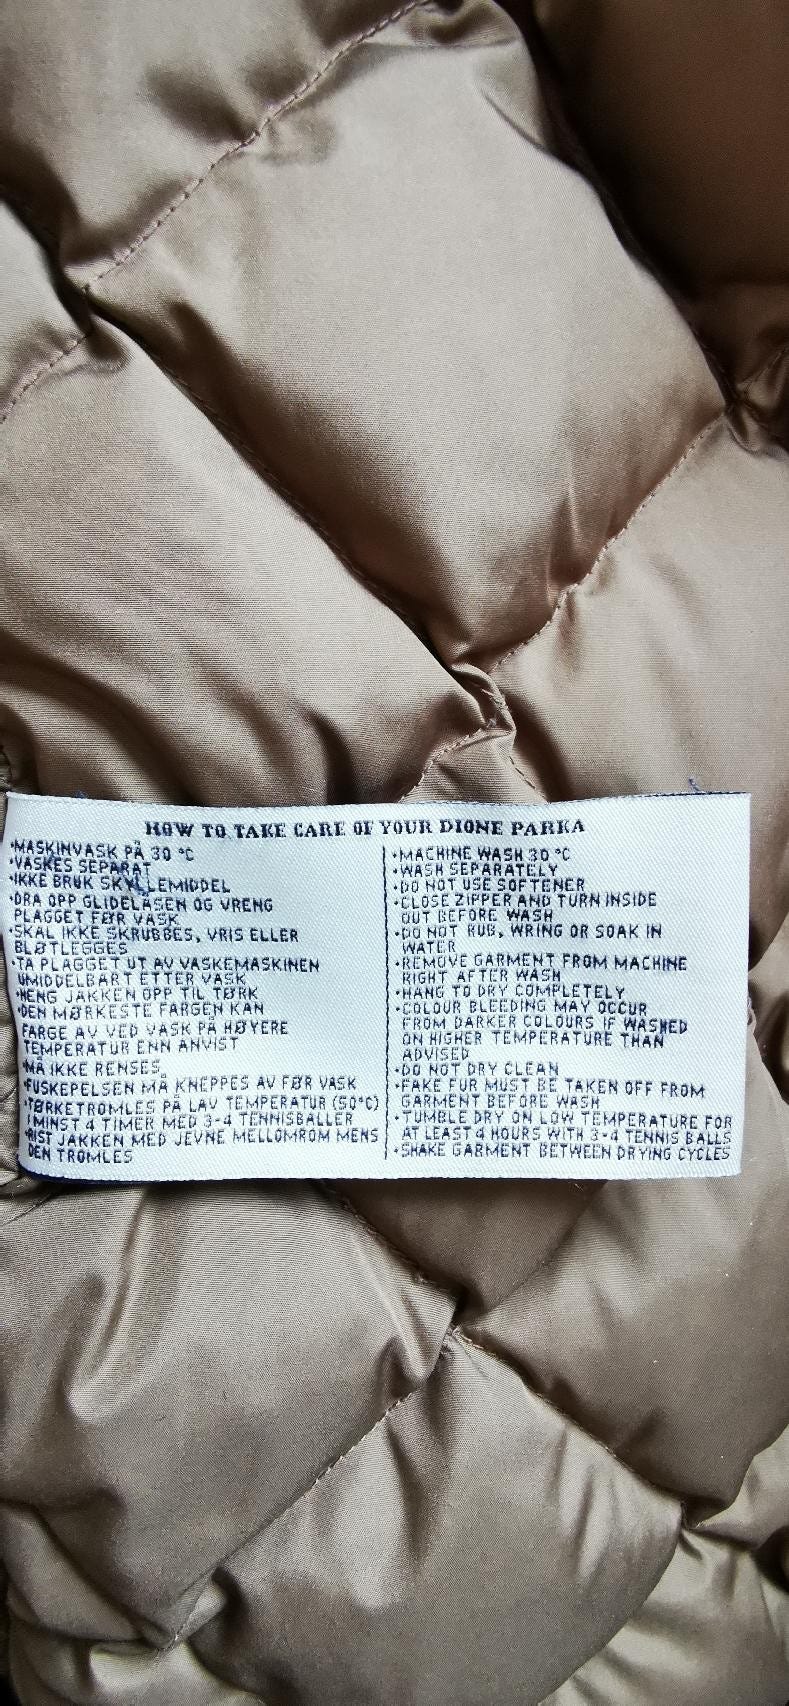 HOW TO TAKE CARE OF YOUR DIONE PARKA
•MASKINVASK PÅ 30 °C
•VASKES SEPARAT
•IKKE BRUK SKYLLEMIDDEL
•DRA OPP GLIDELÅSEN OG VRENG
PLAGGET FØR VASK
•SKAL IKKE SKRUBBES, VRIS ELLER
BLØTLEGGES
•TA PLAGGET UT AV VASKEMASKINEN
UMIDDELBART ETTER VASK
•HENG JAKKEN OPP TIL TØRK
•DEN MØRKESTE FARGEN KAN
FARGE AV VED VASK PÅ HØYERE
TEMPERATUR ENN ANVIST
•MÅ IKKE RENSES
•FUSKEPELSEN MÅ KNEPPES AV FØR VASK
•TØRKETROMLES PÅ LAV TEMPERATUR (50°C)
I MINST 4 TIMER MED 3-4 TENNISBALLER
•RIST JAKKEN MED JEVNE MELLOMROM MENS
DEN TROMLES
•MACHINE WASH 30 °C
•WASH SEPARATELY
•DO NOT USE SOFTENER
•CLOSE ZIPPER AND TURN INSIDE
OUT BEFORE WASH
•DO NOT RUB, WRING OR SOAK IN
WATER
•REMOVE GARMENT FROM MACHINE
RIGHT AFTER WASH
•HANG TO DRY COMPLETELY
•COLOUR BLEEDING MAY OCCUR
FROM DARKER COLOURS IF WASHED
ON HIGHER TEMPERATURE THAN
ADVISED
•DO NOT DRY CLEAN
•FAKE FUR MUST BE TAKEN OFF FROM
GARMENT BEFORE WASH
•TUMBLE DRY ON LOW TEMPERATURE FOR
AT LEAST 4 HOURS WITH 3-4 TENNIS BALLS
•SHAKE GARMENT BETWEEN DRYING CYCLES